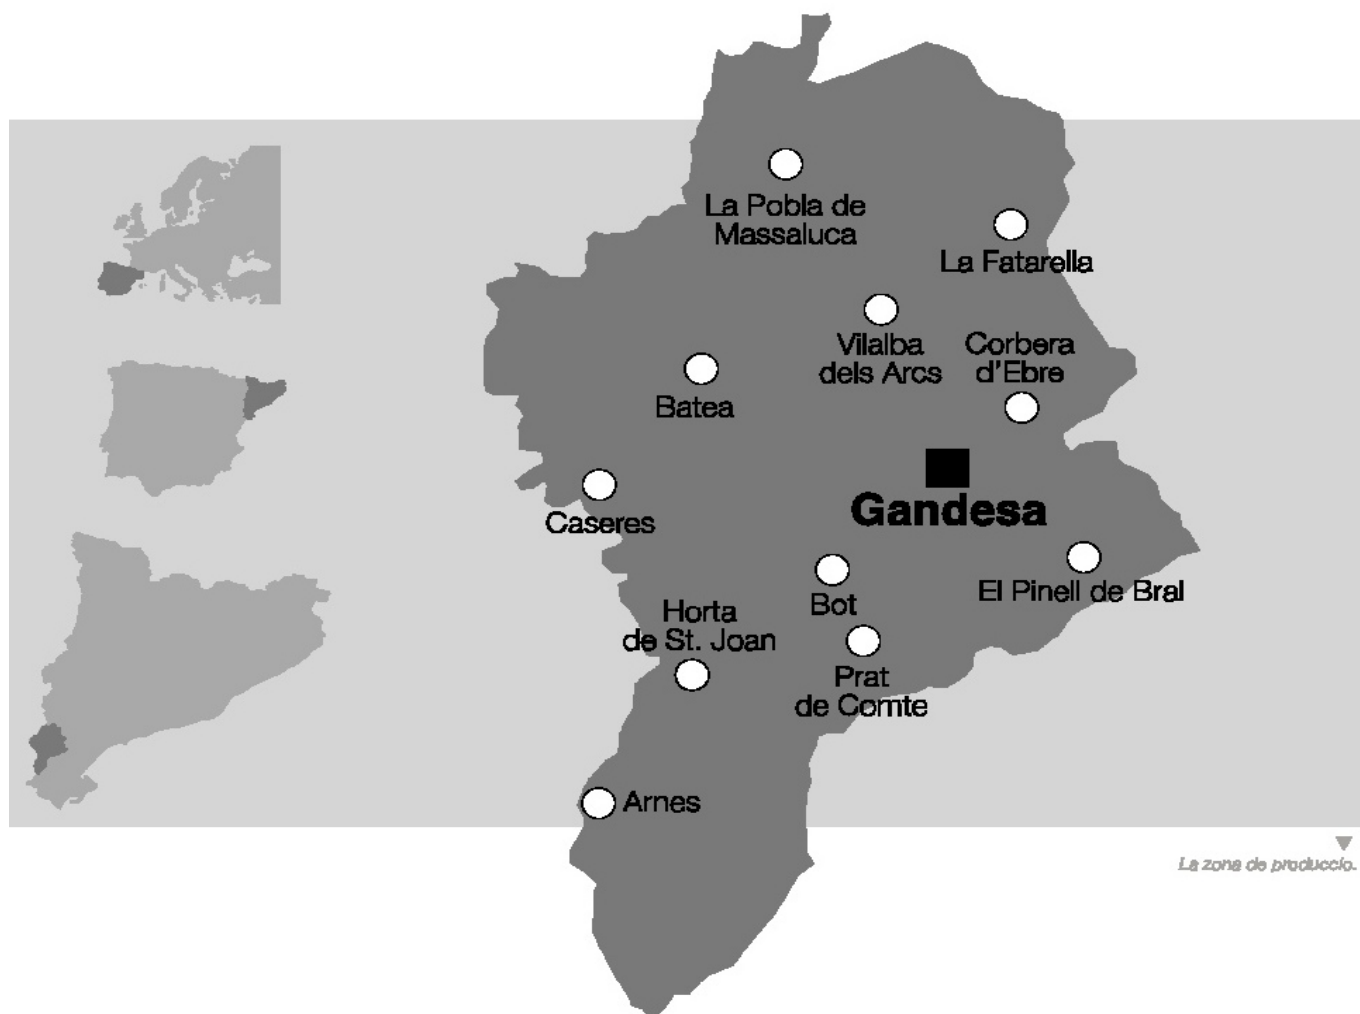 La Pobla de
Massaluca
La Fatarella
Vilalba
dels Arcs
Corbera
d'Ebre
Batea
Gandesa
Caseres
El Pinell de Bral
Bot
Horta
de St. Joan
Prat
de Comte
Arnes
La zona de produccio.